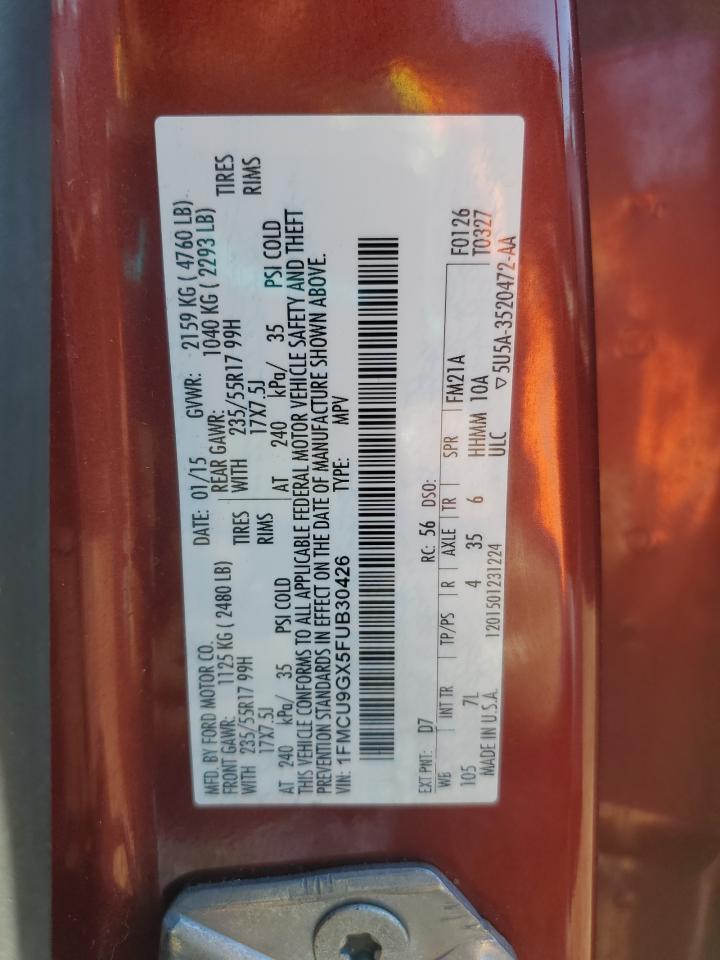 MFD. BY FORD MOTOR CO. DATE: 01/15 GVWR: 2159 KG ( 4760 LB)
FRONT GAWR: 1125 KG ( 2480 LB) REAR GAWR: 1040 KG ( 2293 LB)
WITH 235/55R17 99H TIRES WITH 235/55R17 99H TIRES
17X7.5J RIMS 17X7.5J RIMS
AT 240 kPa/ 35 PSI COLD AT 240 kPa/ 35 PSI COLD
THIS VEHICLE CONFORMS TO ALL APPLICABLE FEDERAL MOTOR VEHICLE SAFETY AND THEFT
PREVENTION STANDARDS IN EFFECT ON THE DATE OF MANUFACTURE SHOWN ABOVE.
VIN: 1FMCU9GX5FUB30426 TYPE: MPV
EXT PNT: D7 RC: 56 DSO: F0126
WB INT TR TP/PS R AXLE TR SPR FM21A T0327
105 7L 4 35 6 HHMM 10A
MADE IN U.S.A. 1201501231224 ULC ▽5U5A-3520472-AA